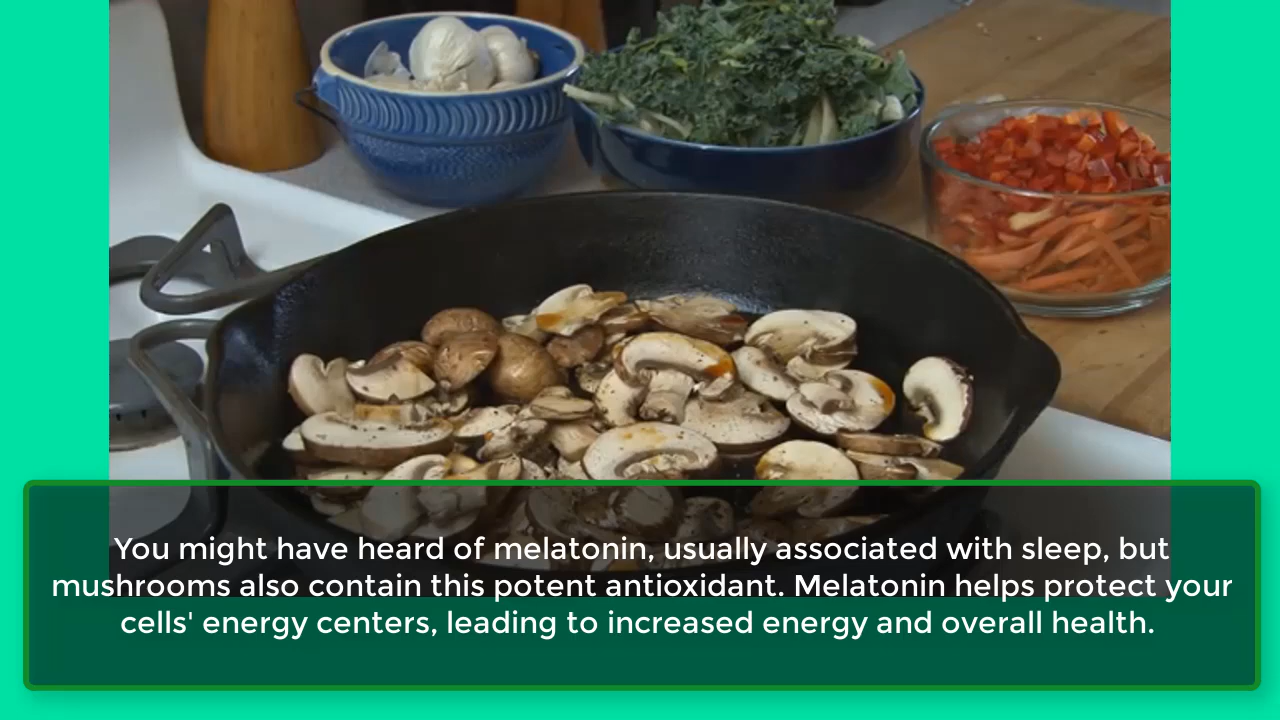 You might have heard of melatonin, usually associated with sleep, but
mushrooms also contain this potent antioxidant. Melatonin helps protect your
cells' energy centers, leading to increased energy and overall health.